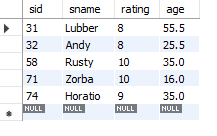 sid sname rating age
31 Lubber 8 55.5
32 Andy 8 25.5
58 Rusty 10 35.0
71 Zorba 10 16.0
74 Horatio 9 35.0
NULL NULL NULL NULL